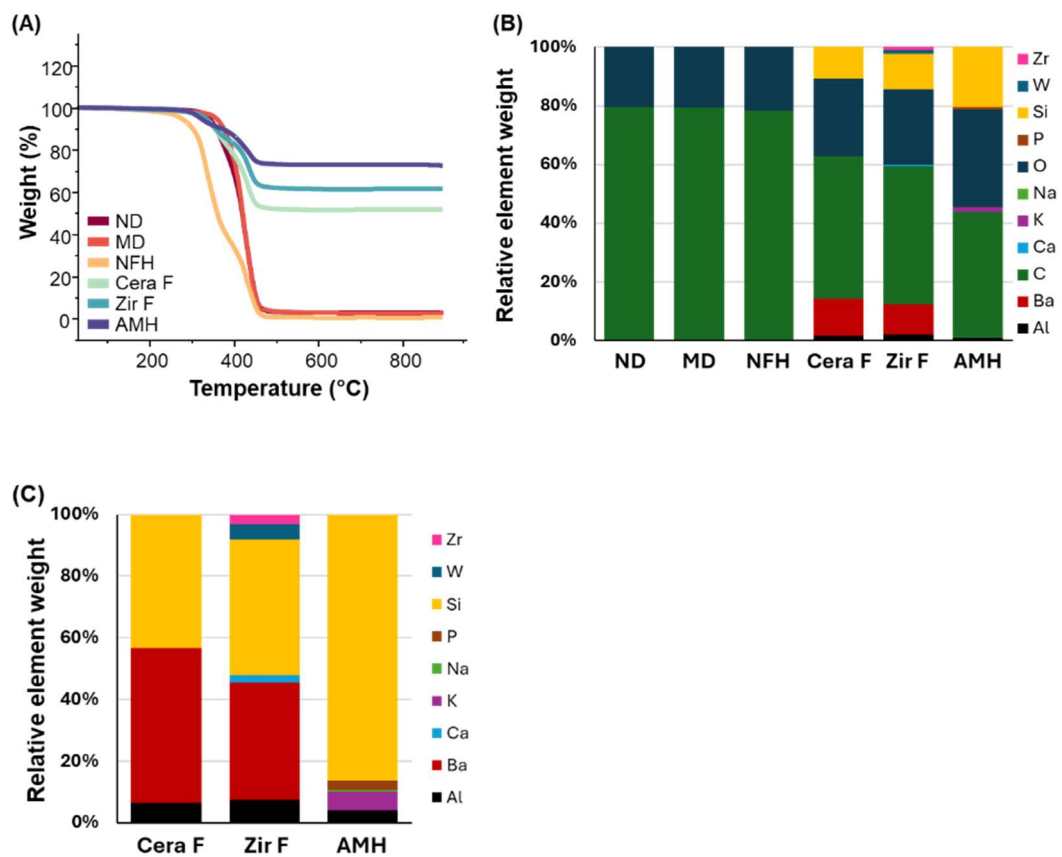 (A)
120
100
80
60
40
20
0
Weight (%)
ND
MD
NFH
Cera F
Zir F
AMH
200 400 600 800
Temperature (°C)
(B)
100%
80%
60%
40%
20%
0%
Relative element weight
ND MD NFH Cera F Zir F AMH
Zr
W
Si
P
O
Na
K
Ca
C
Ba
Al
(C)
100%
80%
60%
40%
20%
0%
Relative element weight
Cera F Zir F AMH
Zr
W
Si
P
Na
K
Ca
Ba
Al